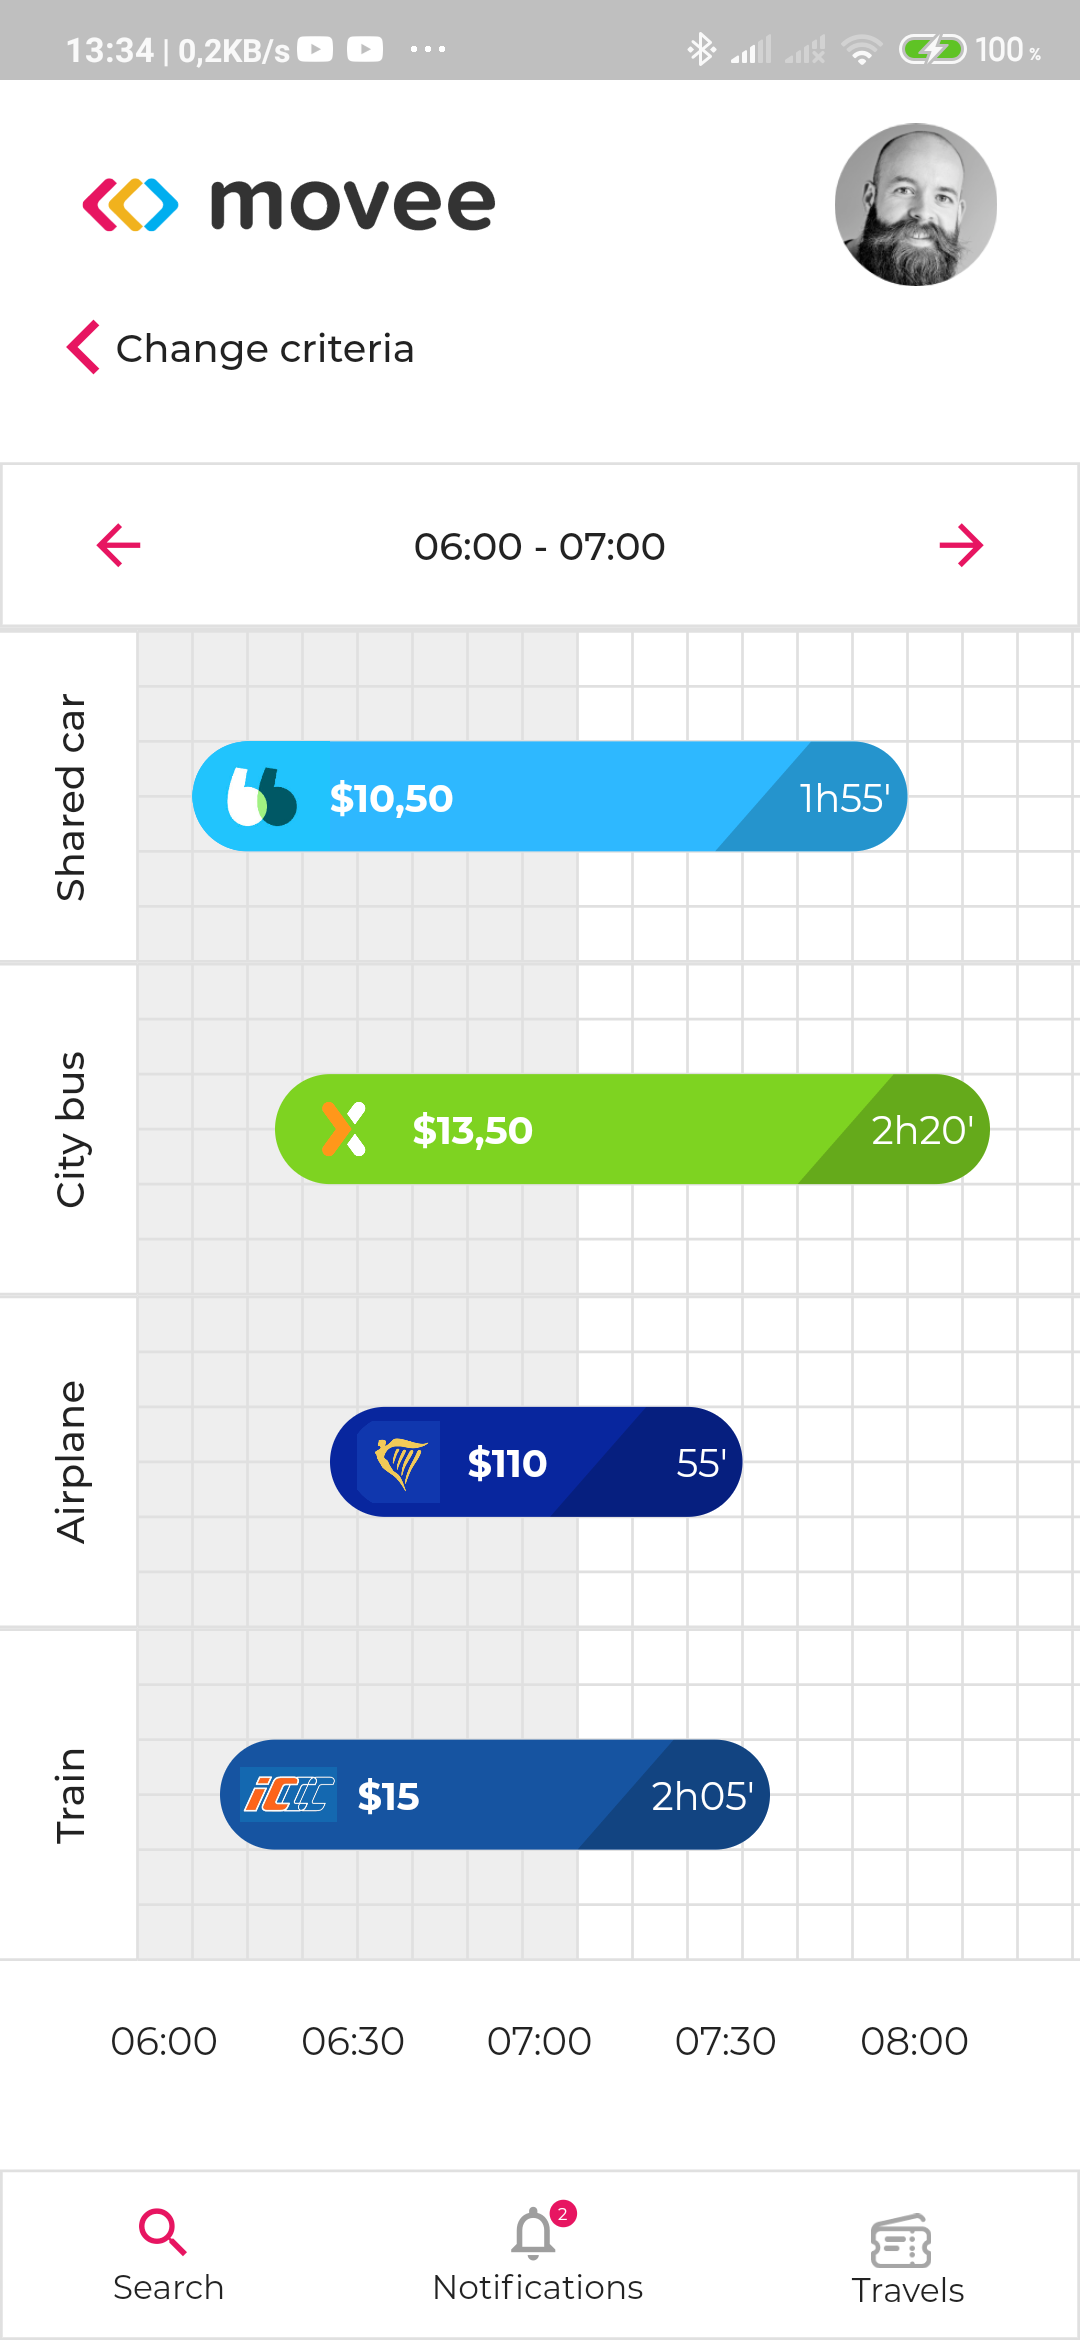 13:34 | 0,2KB/s ... 100 %
movee
Change criteria
06:00 - 07:00
Shared car
$10,50 1h55'
City bus
$13,50 2h20'
Airplane
$110 55'
Train
iC $15 2h05'
06:00 06:30 07:00 07:30 08:00
2
Search Notifications Travels